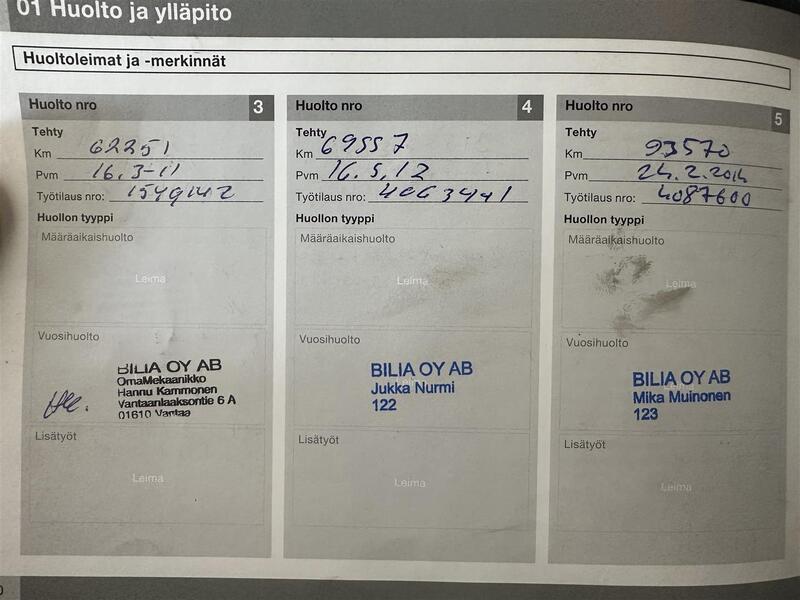 01 Huolto ja ylläpito
Huoltoleimat ja -merkinnät
Huolto nro 3
Tehty
Km 62251
Pvm 16.3-11
Työtilaus nro: 1549142
Huollon tyyppi
Määräaikaishuolto
Leima
Vuosihuolto
BILIA OY AB
OmaMekaanikko
Hannu Kammonen
Vantaanlaaksontie 6 A
01610 Vantaa
Lisätyöt
Leima
Huolto nro 4
Tehty
Km 69557
Pvm 16.5.12
Työtilaus nro: 4063441
Huollon tyyppi
Määräaikaishuolto
Leima
Vuosihuolto
BILIA OY AB
Jukka Nurmi
122
Lisätyöt
Leima
Huolto nro 5
Tehty
Km 93570
Pvm 24.2.2014
Työtilaus nro: 4087600
Huollon tyyppi
Määräaikaishuolto
Leima
Vuosihuolto
BILIA OY AB
Mika Muinonen
123
Lisätyöt
Leima